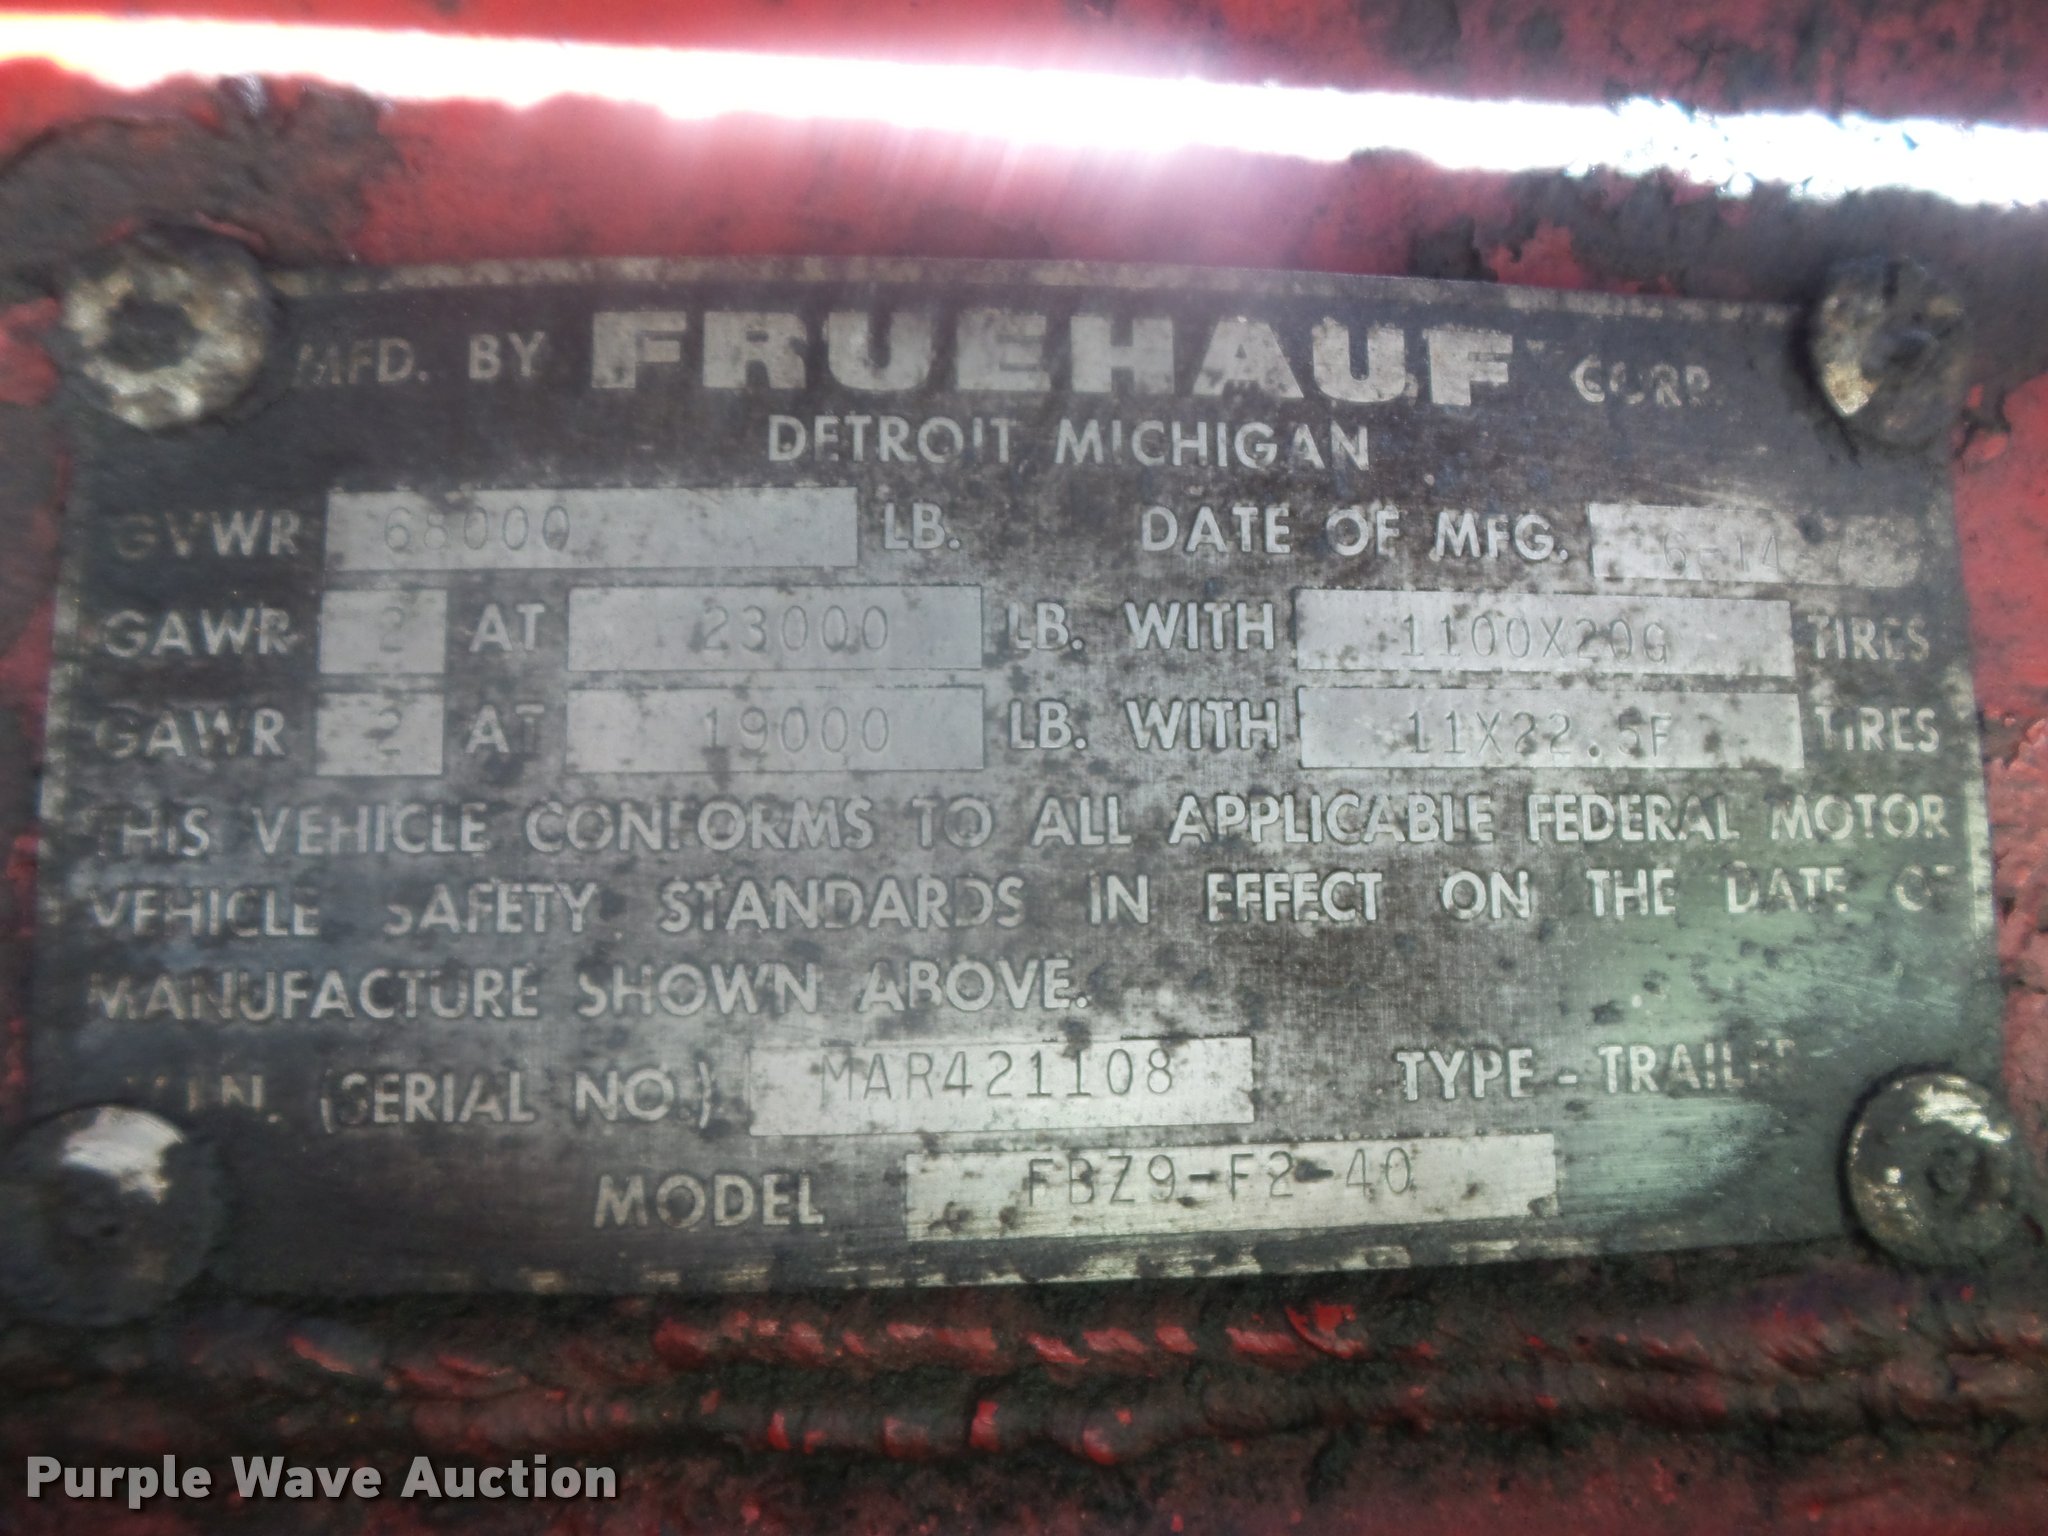 MFD. BY FRUEHAUF CORP.
DETROIT MICHIGAN
GVWR 68000 LB. DATE OF MFG.
GAWR 2 AT 23000 LB. WITH 1100X20G TIRES
GAWR 2 AT 19000 LB. WITH 11X22.5F TIRES
THIS VEHICLE CONFORMS TO ALL APPLICABLE FEDERAL MOTOR
VEHICLE SAFETY STANDARDS IN EFFECT ON THE DATE OF
MANUFACTURE SHOWN ABOVE.
V.I.N. (SERIAL NO.) MAR421108 TYPE - TRAILER
MODEL FBZ9-F2-40
Purple Wave Auction